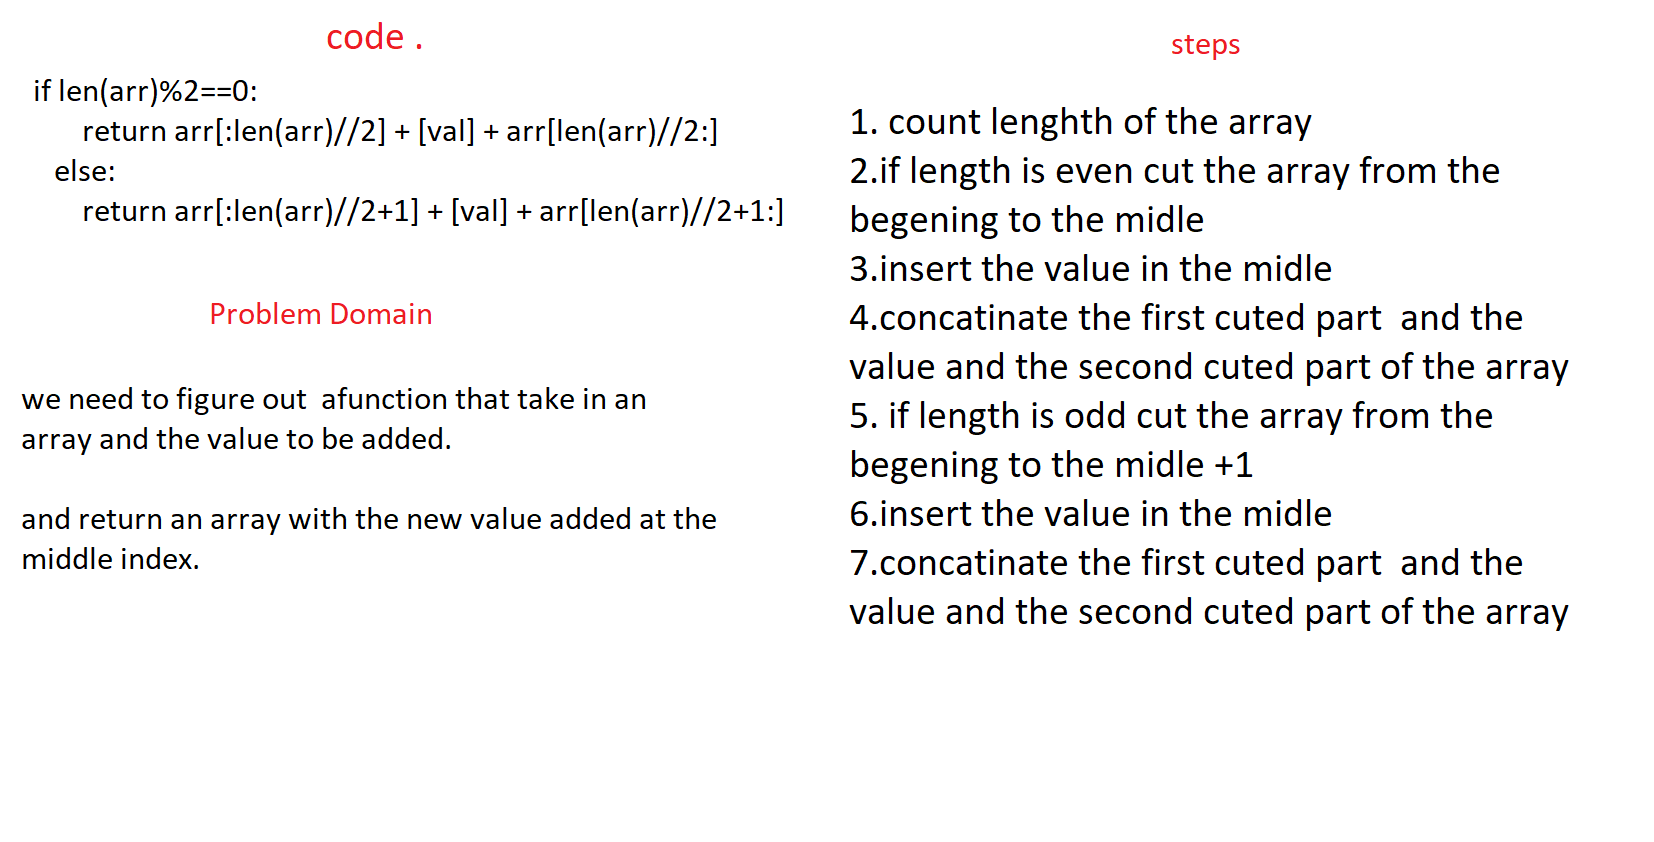 code .
if len(arr)%2==0:
return arr[:len(arr)//2] + [val] + arr[len(arr)//2:]
else:
return arr[:len(arr)//2+1] + [val] + arr[len(arr)//2+1:]
Problem Domain
we need to figure out  afunction that take in an
array and the value to be added.
and return an array with the new value added at the
middle index.
steps
1. count lenghth of the array
2.if length is even cut the array from the
begening to the midle
3.insert the value in the midle
4.concatinate the first cuted part  and the
value and the second cuted part of the array
5. if length is odd cut the array from the
begening to the midle +1
6.insert the value in the midle
7.concatinate the first cuted part  and the
value and the second cuted part of the array